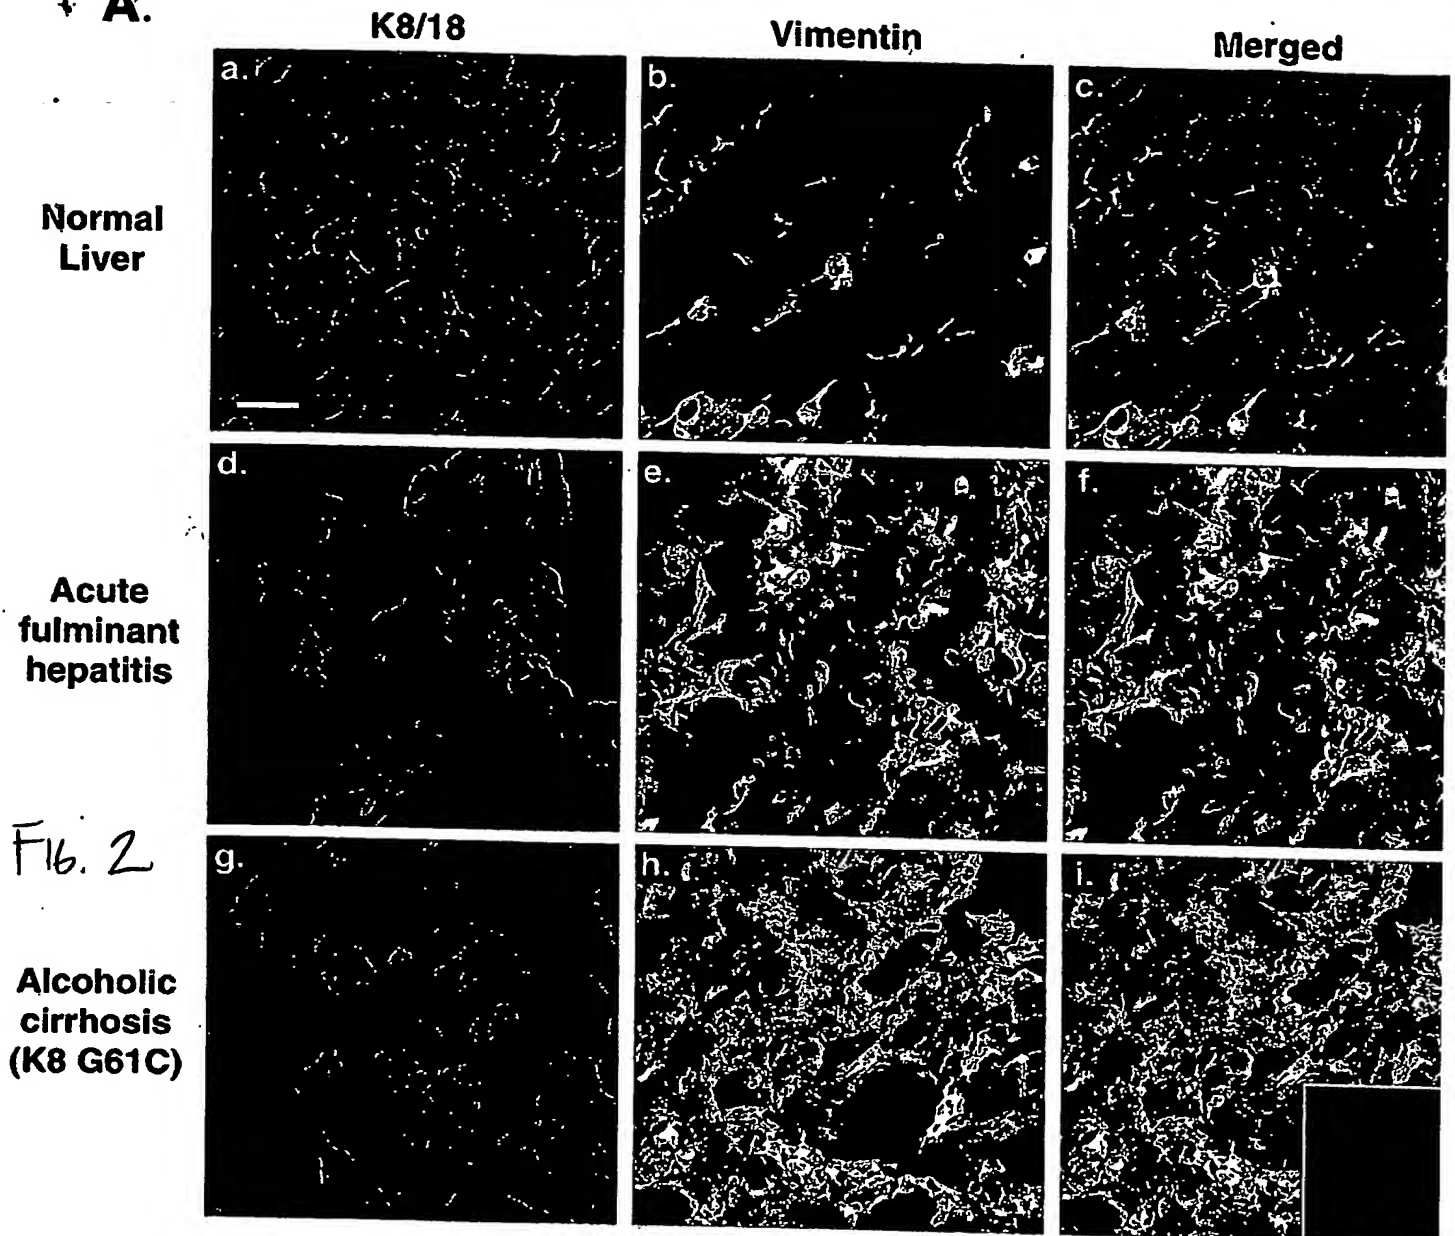 A.
K8/18
Vimentin
Merged
a.
b.
c.
Normal
Liver
d.
e.
f.
Acute
fulminant
hepatitis
FIG. 2
g.
h.
i.
Alcoholic
cirrhosis
(K8 G61C)